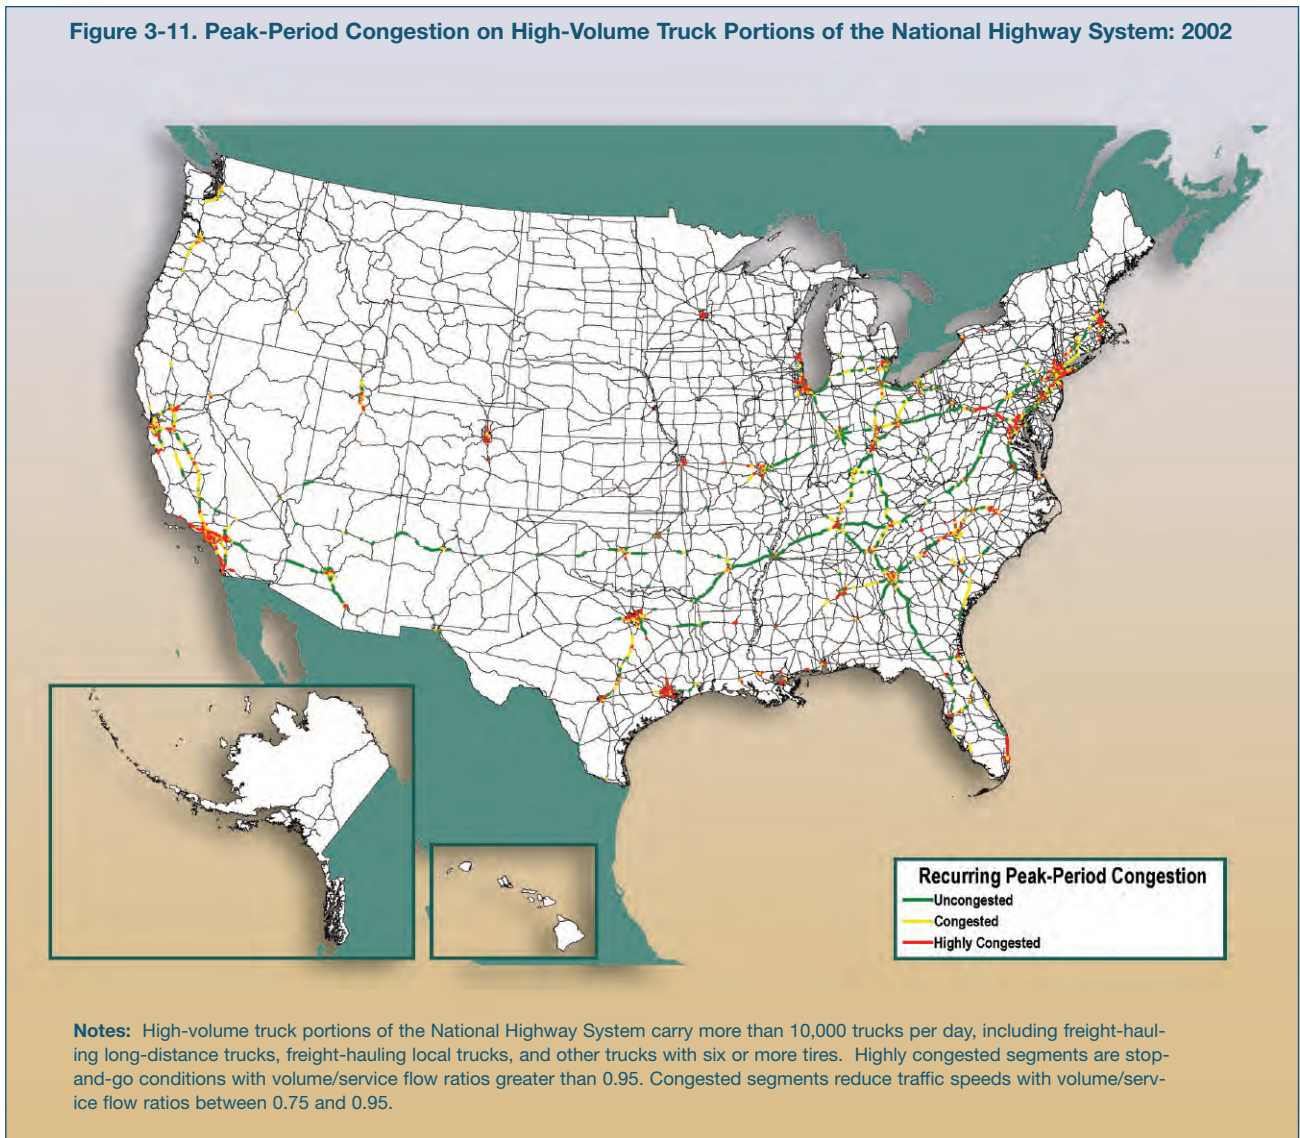 Figure 3-11. Peak-Period Congestion on High-Volume Truck Portions of the National Highway System: 2002
Recurring Peak-Period Congestion
Uncongested
Congested
Highly Congested
Notes: High-volume truck portions of the National Highway System carry more than 10,000 trucks per day, including freight-haul-
ing long-distance trucks, freight-hauling local trucks, and other trucks with six or more tires. Highly congested segments are stop-
and-go conditions with volume/service flow ratios greater than 0.95. Congested segments reduce traffic speeds with volume/serv-
ice flow ratios between 0.75 and 0.95.